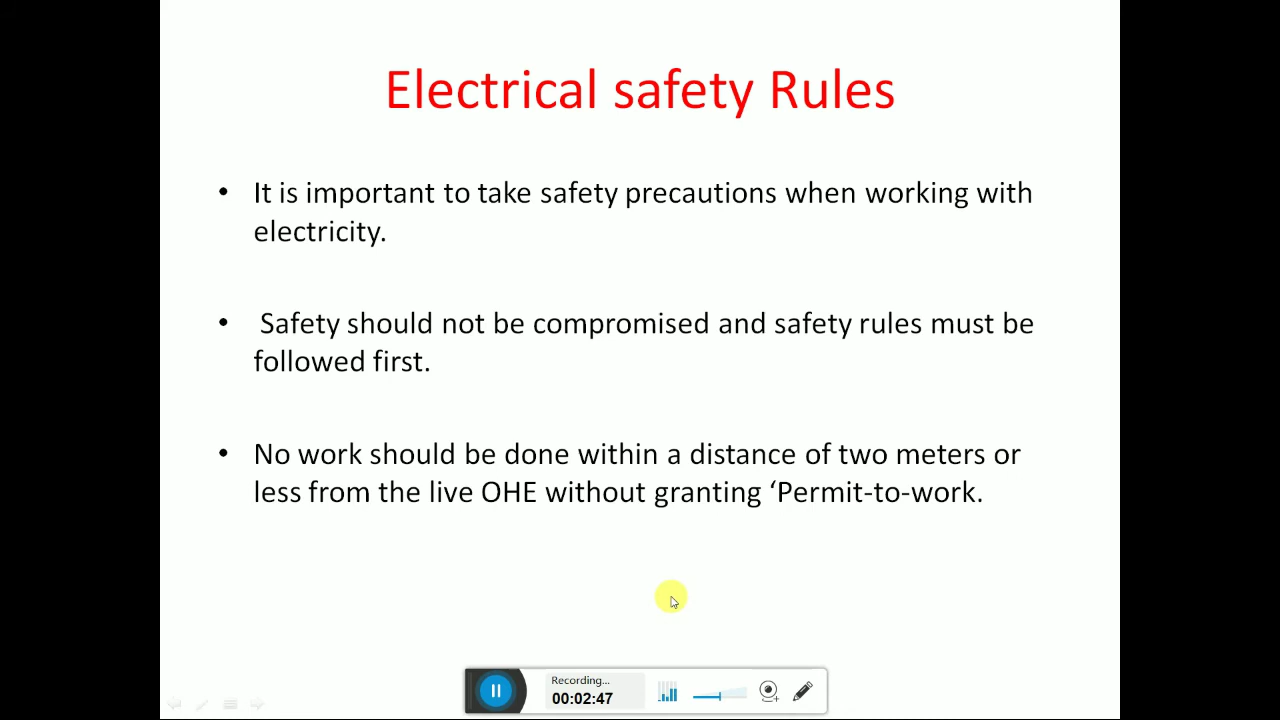 Electrical safety Rules
• It is important to take safety precautions when working with
electricity.
• Safety should not be compromised and safety rules must be
followed first.
• No work should be done within a distance of two meters or
less from the live OHE without granting ‘Permit-to-work.
Recording...
00:02:47